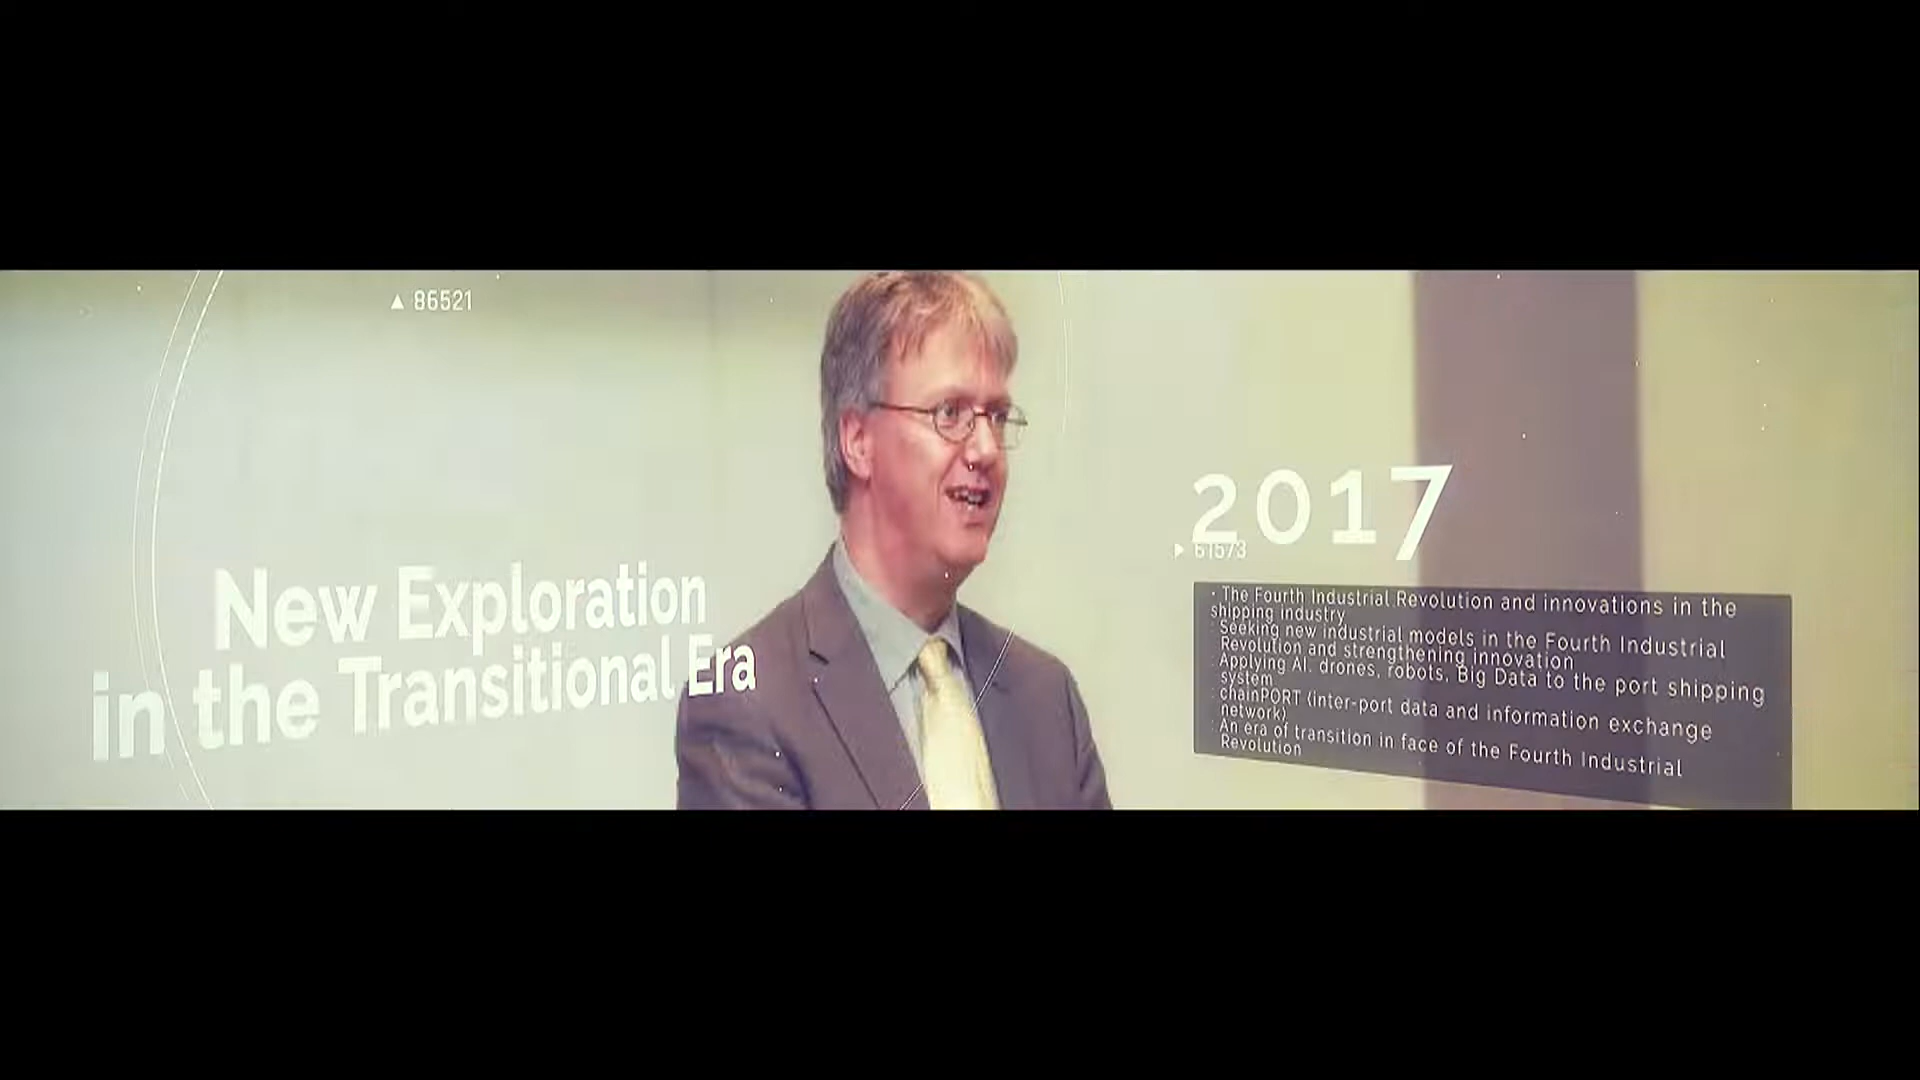 ▲ 86521
New Exploration
in the Transitional Era
2017
▶ 61573
• The Fourth Industrial Revolution and innovations in the
shipping industry
· Seeking new industrial models in the Fourth Industrial
Revolution and strengthening innovation
· Applying AI, drones, robots, Big Data to the port shipping
system
· chainPORT (inter-port data and information exchange
network)
· An era of transition in face of the Fourth Industrial
Revolution